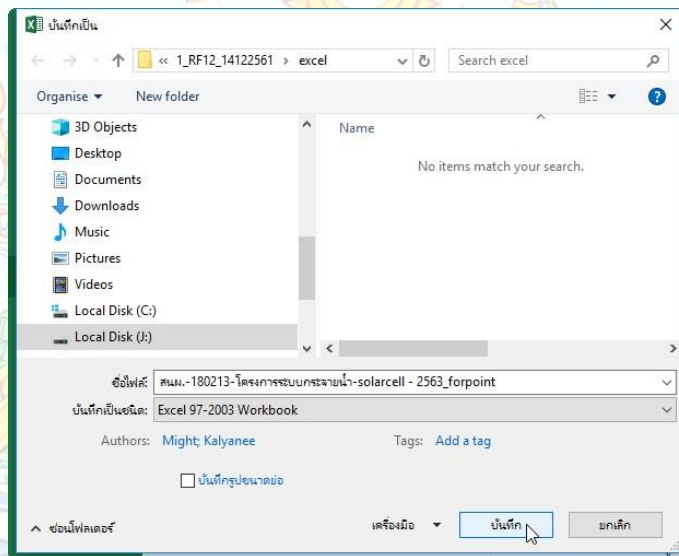 บันทึกเป็น
« 1_RF12_14122561 › excel
Search excel
Organise
New folder
3D Objects
Desktop
Documents
Downloads
Music
Pictures
Videos
Local Disk (C:)
Local Disk (J:)
Name
No items match your search.
ชื่อไฟล์: สนผ.-180213-โครงการระบบกระจายน้ำ-solarcell - 2563_forpoint
บันทึกเป็นชนิด: Excel 97-2003 Workbook
Authors: Might; Kalyanee
Tags: Add a tag
บันทึกรูปขนาดย่อ
ซ่อนโฟลเดอร์
เครื่องมือ
บันทึก
ยกเลิก